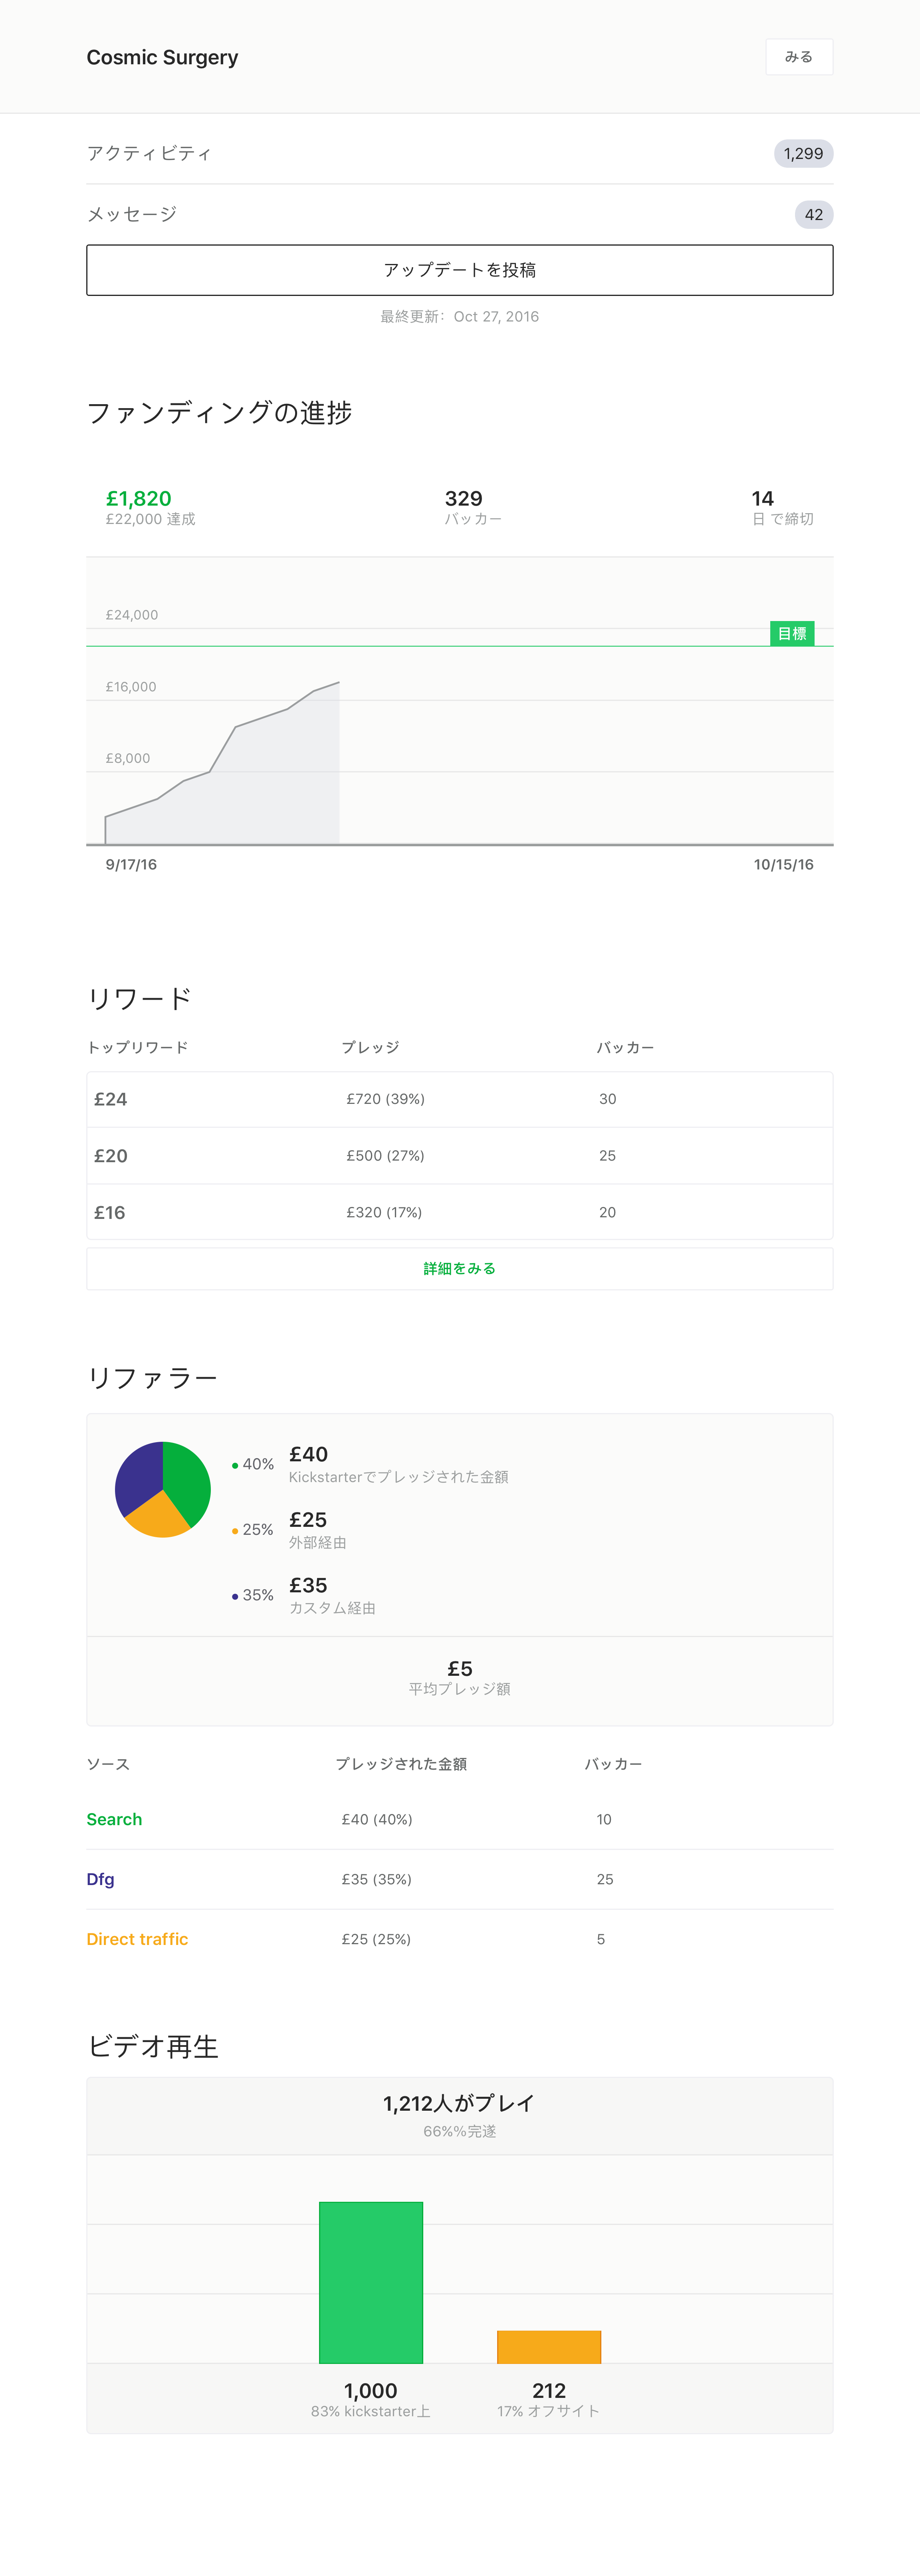 Cosmic Surgery
みる
アクティビティ
1,299
メッセージ
42
アップデートを投稿
最終更新: Oct 27, 2016
ファンディングの進捗
£1,820
£22,000 達成
329
バッカー
14
日 で締切
£24,000
目標
£16,000
£8,000
9/17/16
10/15/16
リワード
トップリワード プレッジ バッカー
£24 £720 (39%) 30
£20 £500 (27%) 25
£16 £320 (17%) 20
詳細をみる
リファラー
40%
£40
Kickstarterでプレッジされた金額
25%
£25
外部経由
35%
£35
カスタム経由
£5
平均プレッジ額
ソース プレッジされた金額 バッカー
Search £40 (40%) 10
Dfg £35 (35%) 25
Direct traffic £25 (25%) 5
ビデオ再生
1,212人がプレイ
66%%完遂
1,000
83% kickstarter上
212
17% オフサイト